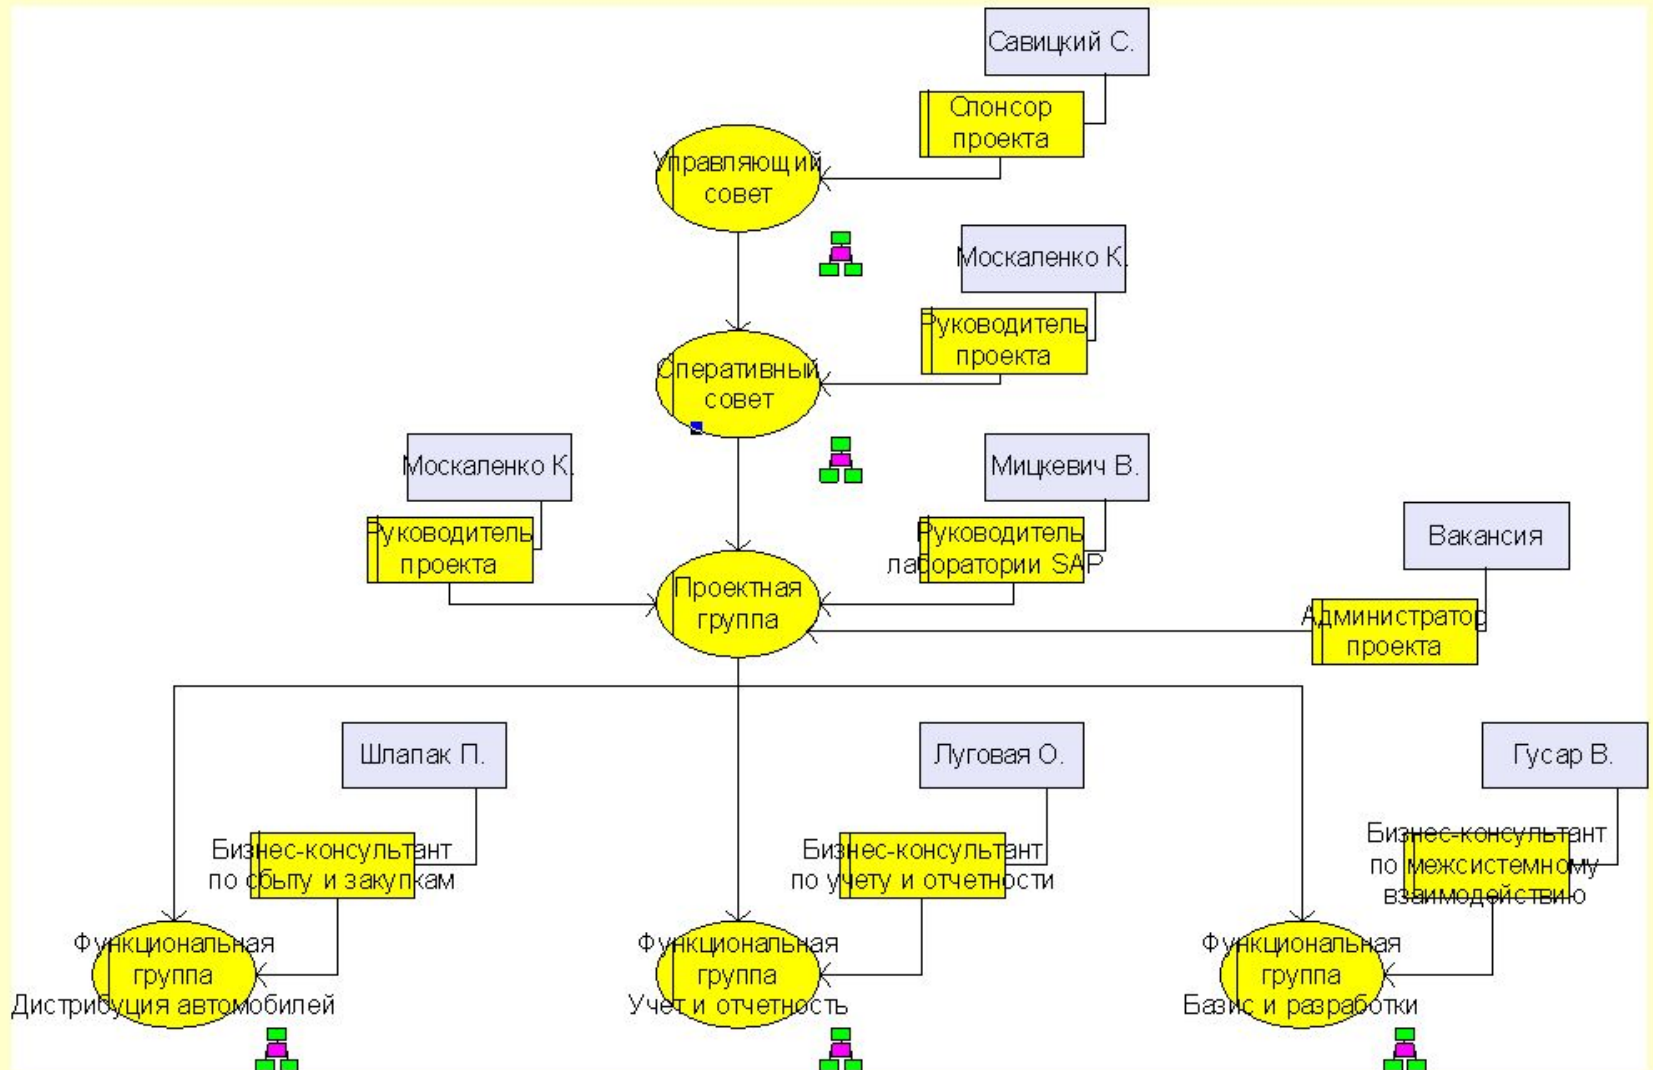 Савицкий С.
Спонсор
проекта
Управляющий
совет
Москаленко К.
Руководитель
проекта
Оперативный
совет
Москаленко К.
Руководитель
проекта
Мицкевич В.
Руководитель
лаборатории SAP
Вакансия
Администратор
проекта
Проектная
группа
Шлапак П.
Бизнес-консультант
по сбыту и закупкам
Луговая О.
Бизнес-консультант
по учету и отчетности
Гусар В.
Бизнес-консультант
по межсистемному
взаимодействию
Функциональная
группа
Дистрибуция автомобилей
Функциональная
группа
Учет и отчетность
Функциональная
группа
Базис и разработки